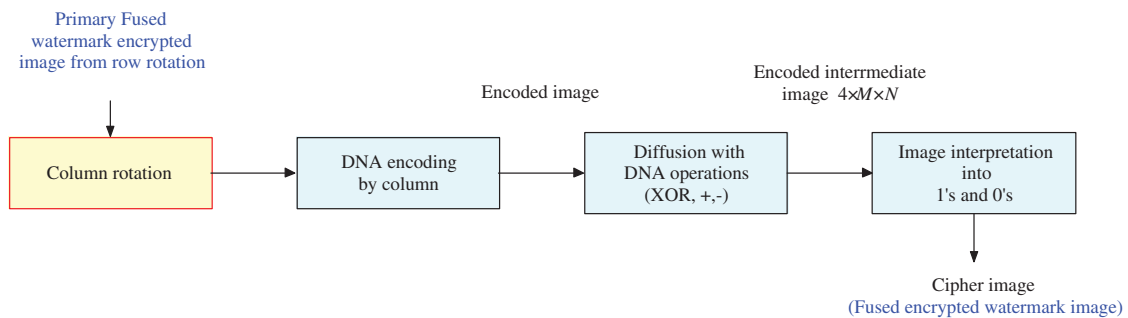 Primary Fused
watermark encrypted
image from row rotation
Column rotation
DNA encoding
by column
Encoded image
Diffusion with
DNA operations
(XOR, +,-)
Encoded interrmediate
image 4×M×N
Image interpretation
into
1's and 0's
Cipher image
(Fused encrypted watermark image)